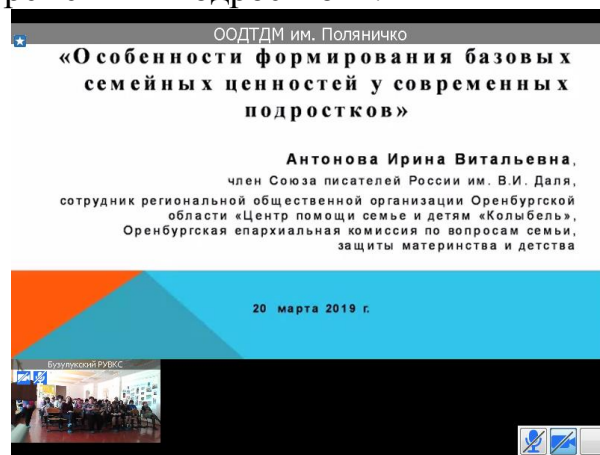 ООДТДМ им. Поляничко
«Особенности формирования базовых
семейных ценностей у современных
подростков»
Антонова Ирина Витальевна,
член Союза писателей России им. В.И. Даля,
сотрудник региональной общественной организации Оренбургской
области «Центр помощи семье и детям «Колыбель»,
Оренбургская епархиальная комиссия по вопросам семьи,
защиты материнства и детства
20 марта 2019 г.
Бузулукский РУВКС